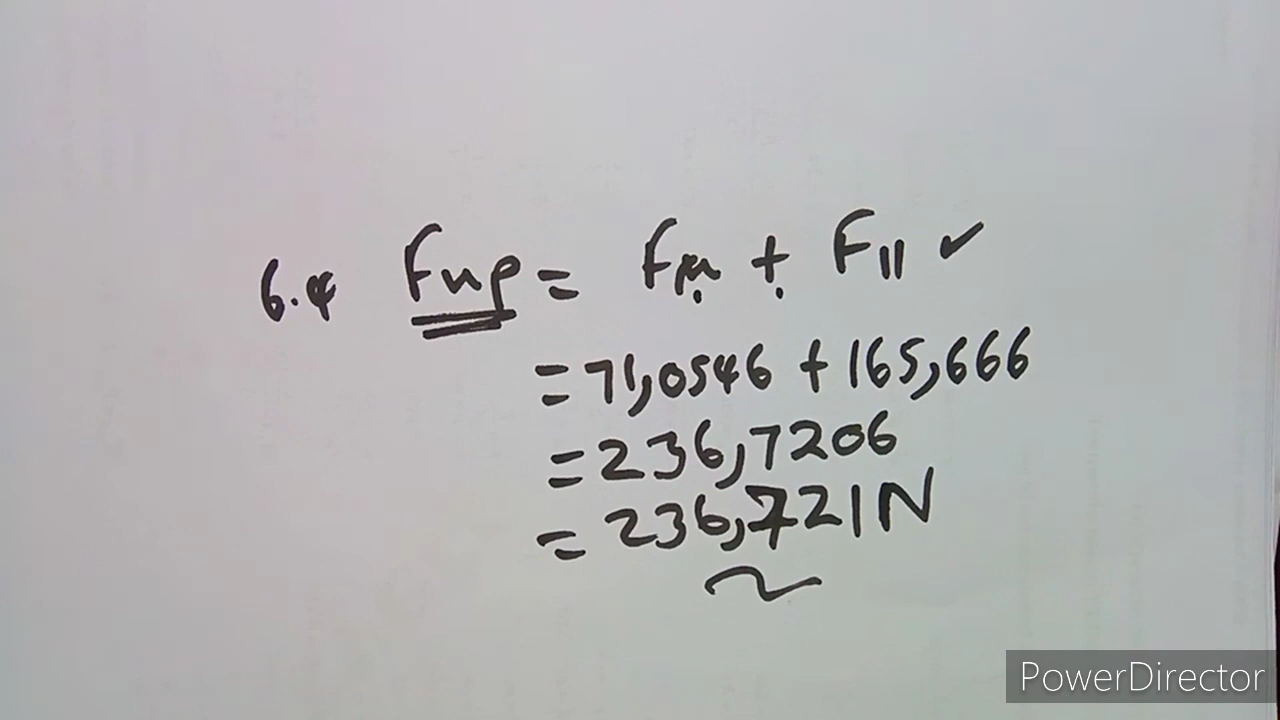 6.4 Fup = Fμ + F|| ✓
= 71,0546 + 165,666
= 236,7206
= 236,721N
PowerDirector